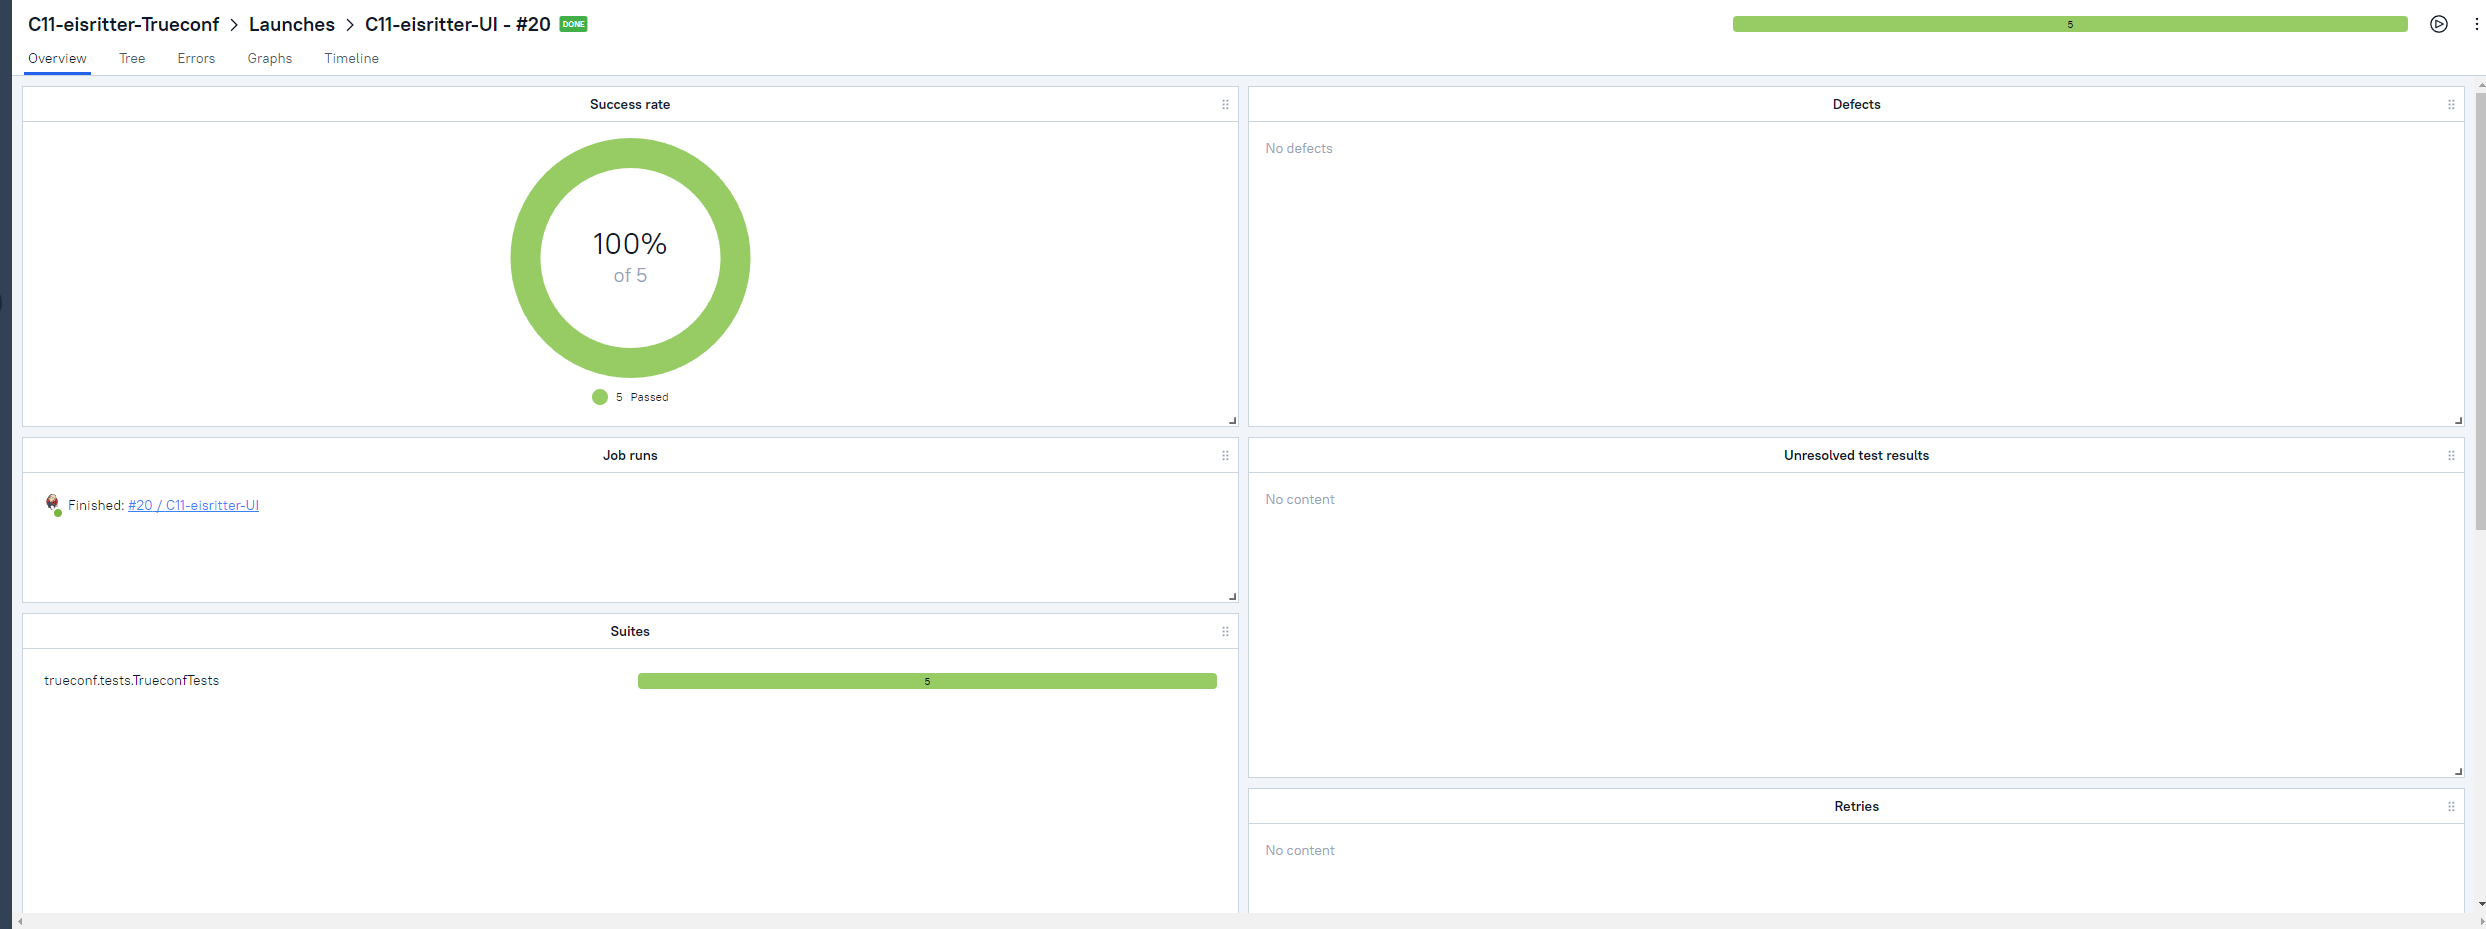 C11-eisritter-Trueconf > Launches > C11-eisritter-UI - #20 DONE
5
Overview Tree Errors Graphs Timeline
Success rate
100%
of 5
5 Passed
Defects
No defects
Job runs
Finished: #20 / C11-eisritter-UI
Unresolved test results
No content
Suites
trueconf.tests.TrueconfTests 5
Retries
No content